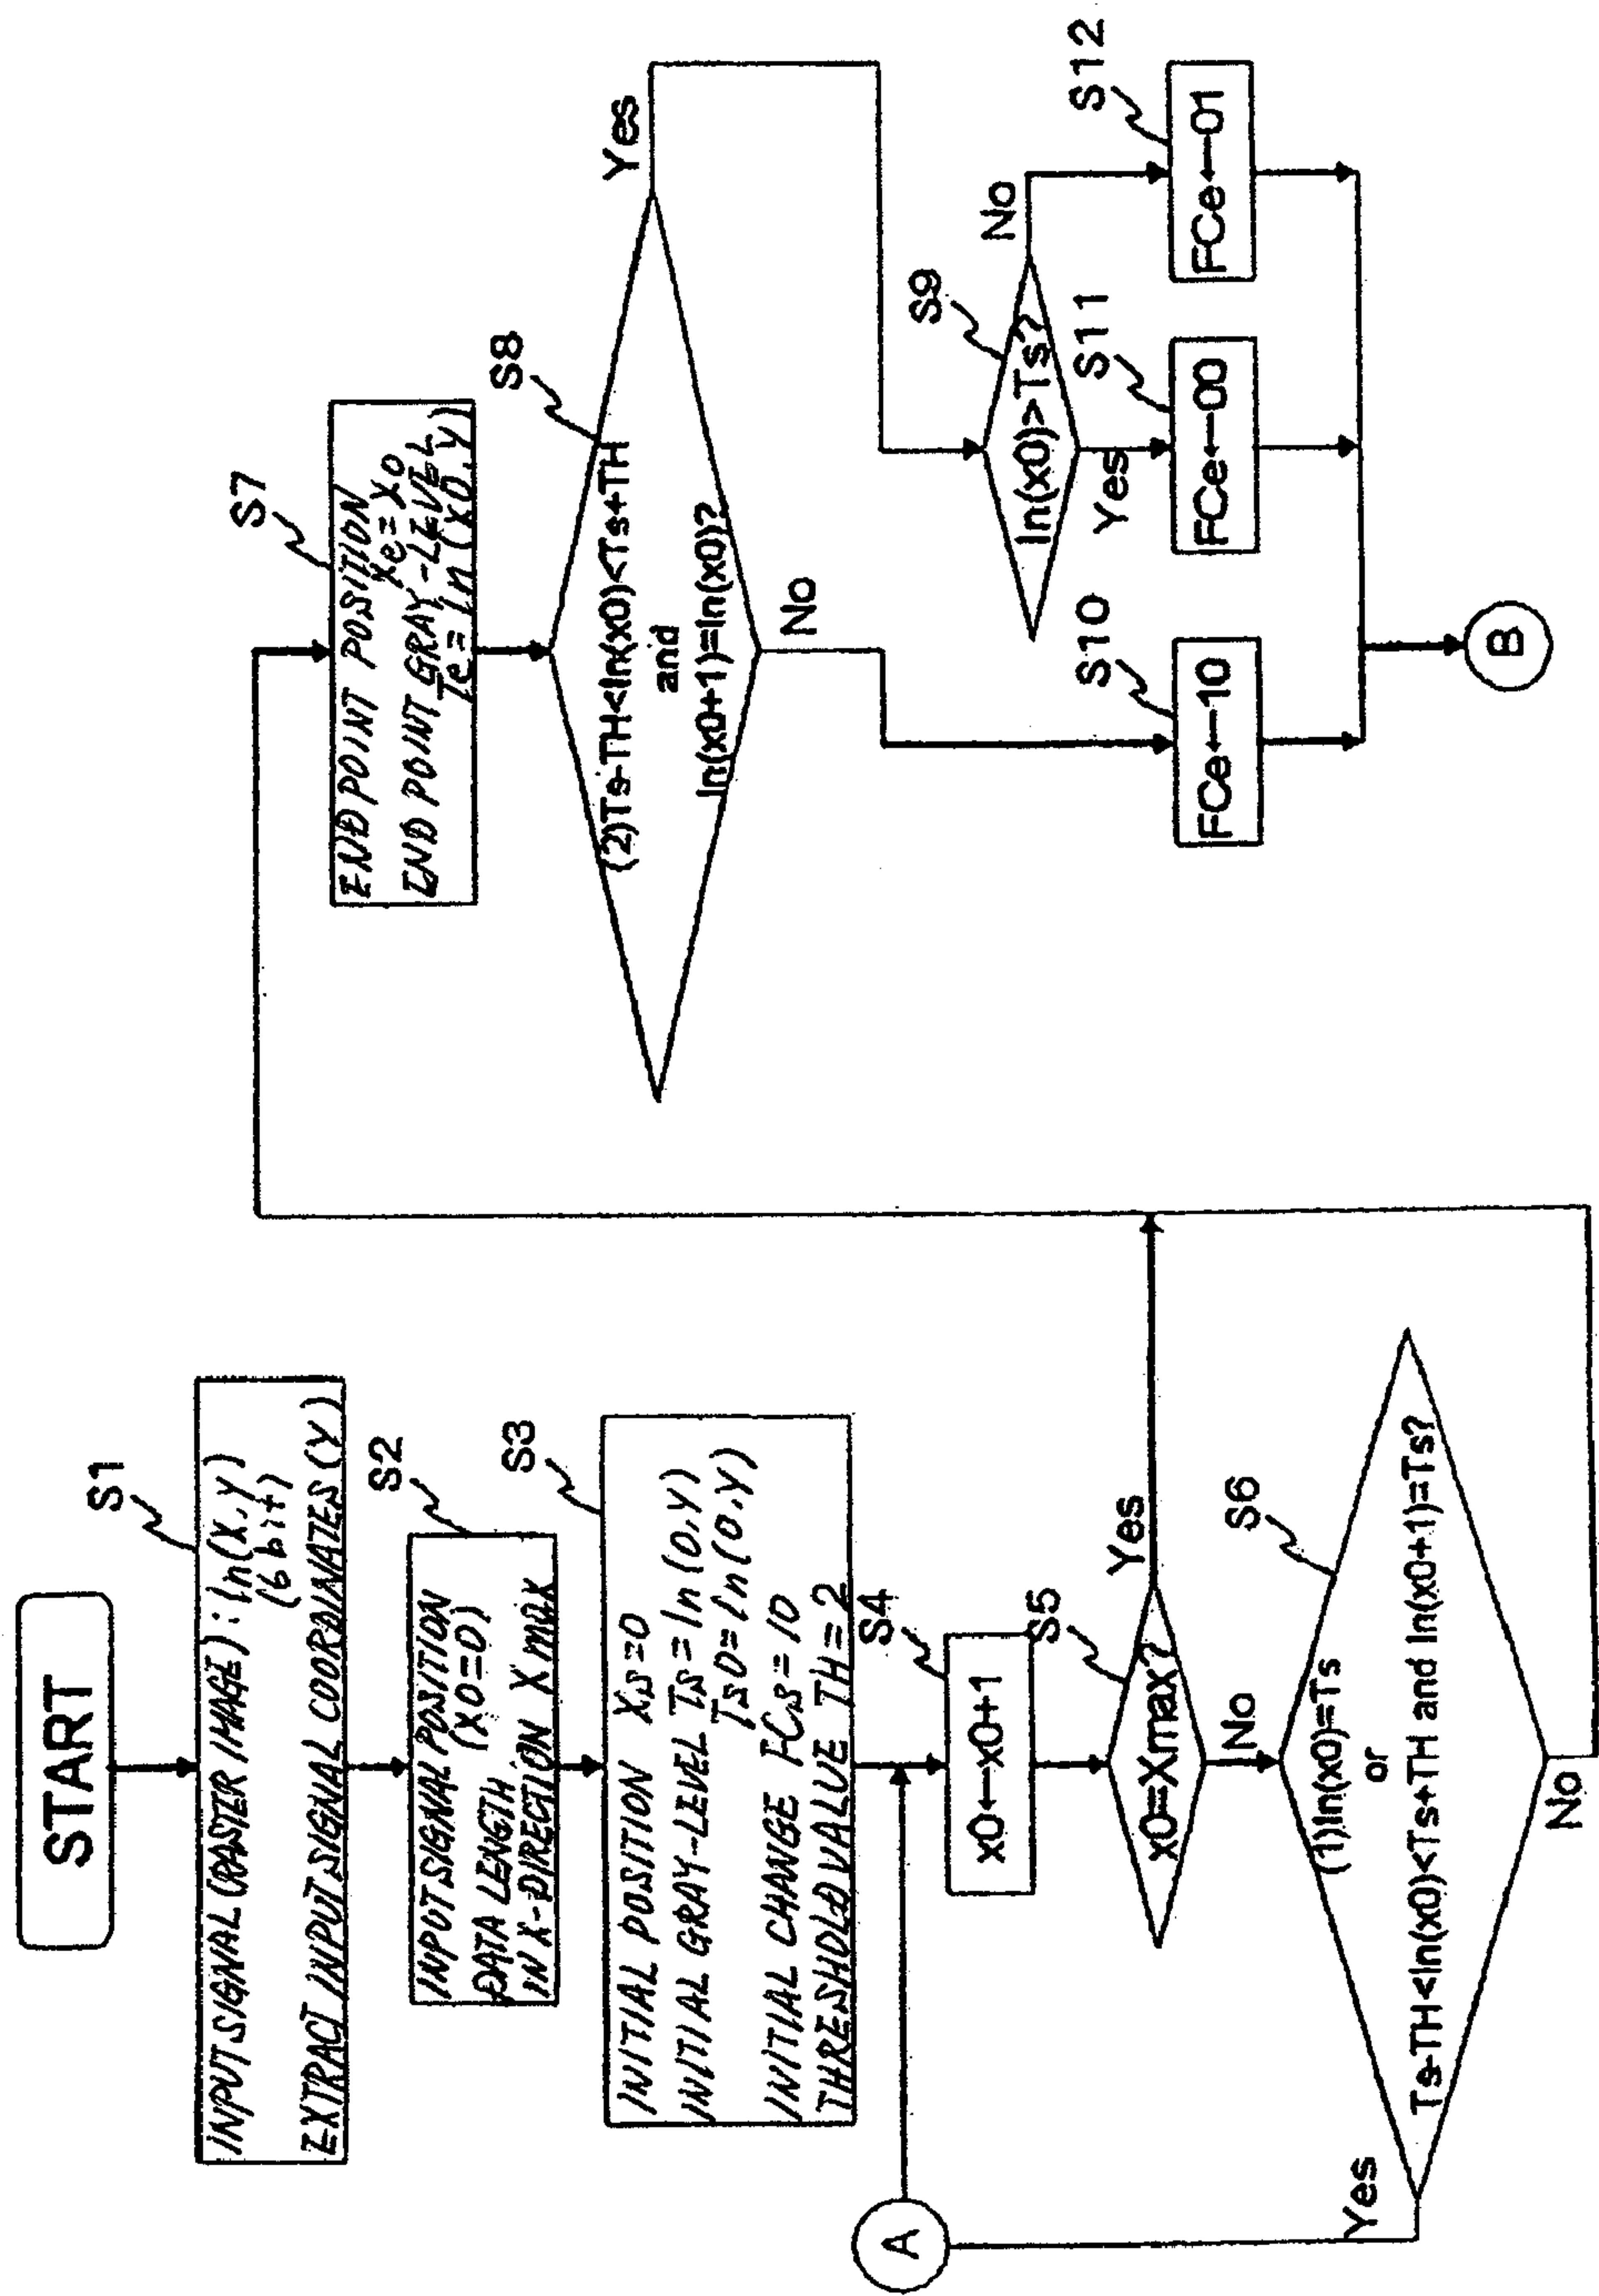 START
S1
INPUT SIGNAL (RASTER IMAGE) : In(x, y)
(6 bit)
EXTRACT INPUT SIGNAL COORDINATES (y)
S2
INPUT SIGNAL POSITION
(x0=0)
DATA LENGTH
IN X-DIRECTION Xmax
S3
INITIAL POSITION Xs=0
INITIAL GRAY-LEVEL Ts=In(0,y)
Ts0=In(0,y)
INITIAL CHANGE FCs=10
THRESHOLD VALUE TH=2
S4
x0←x0+1
S5
x0=Xmax?
Yes
No
S6
(1)In(x0)=Ts
or
Ts-TH<In(x0)<Ts+TH and In(x0+1)=Ts?
Yes
No
A
S7
END POINT POSITION
Xe=X0
END POINT GRAY-LEVEL
Te=In(X0,y)
S8
(2)Ts-TH<In(x0)<Ts+TH
and
In(x0+1)=In(x0)?
Yes
No
S9
In(x0)>Ts?
No
Yes
S10
FCe←10
S11
FCe←00
S12
FCe←01
B